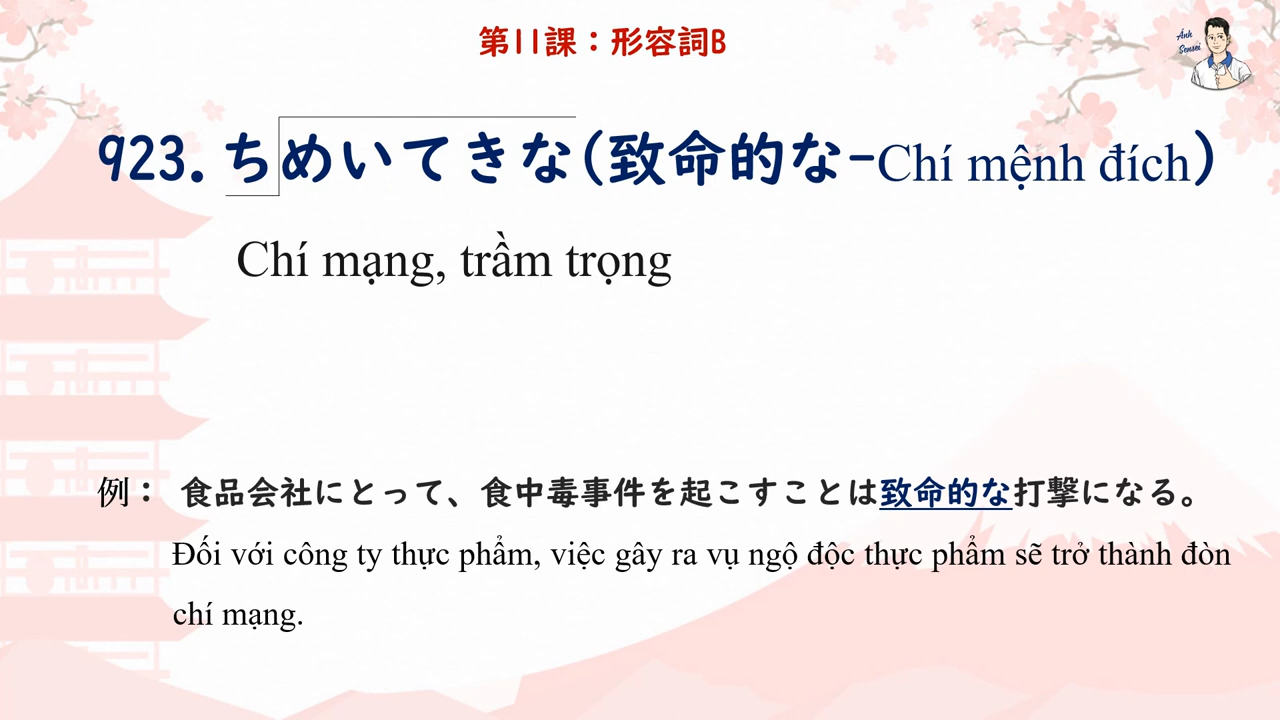 第11課：形容詞B
Anh
Sensei
923. ちめいてきな(致命的な-Chí mệnh đích)
Chí mạng, trầm trọng
例： 食品会社にとって、食中毒事件を起こすことは致命的な打撃になる。
Đối với công ty thực phẩm, việc gây ra vụ ngộ độc thực phẩm sẽ trở thành đòn
chí mạng.